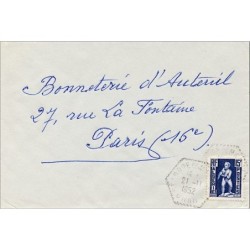 Bonneterie d'Auteuil
27, rue La Fontaine
Paris (16e)